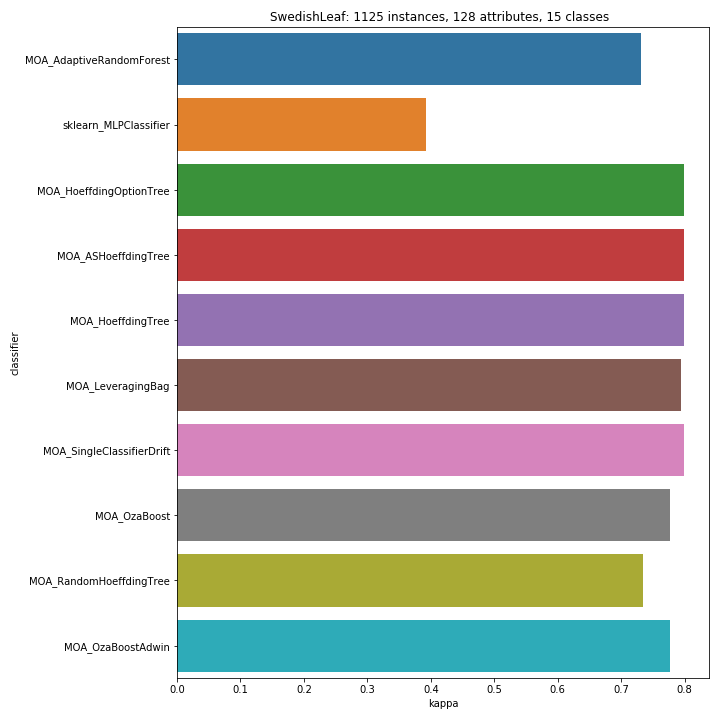 SwedishLeaf: 1125 instances, 128 attributes, 15 classes
MOA_AdaptiveRandomForest
sklearn_MLPClassifier
MOA_HoeffdingOptionTree
MOA_ASHoeffdingTree
MOA_HoeffdingTree
MOA_LeveragingBag
MOA_SingleClassifierDrift
MOA_OzaBoost
MOA_RandomHoeffdingTree
MOA_OzaBoostAdwin
classifier
0.0 0.1 0.2 0.3 0.4 0.5 0.6 0.7 0.8
kappa